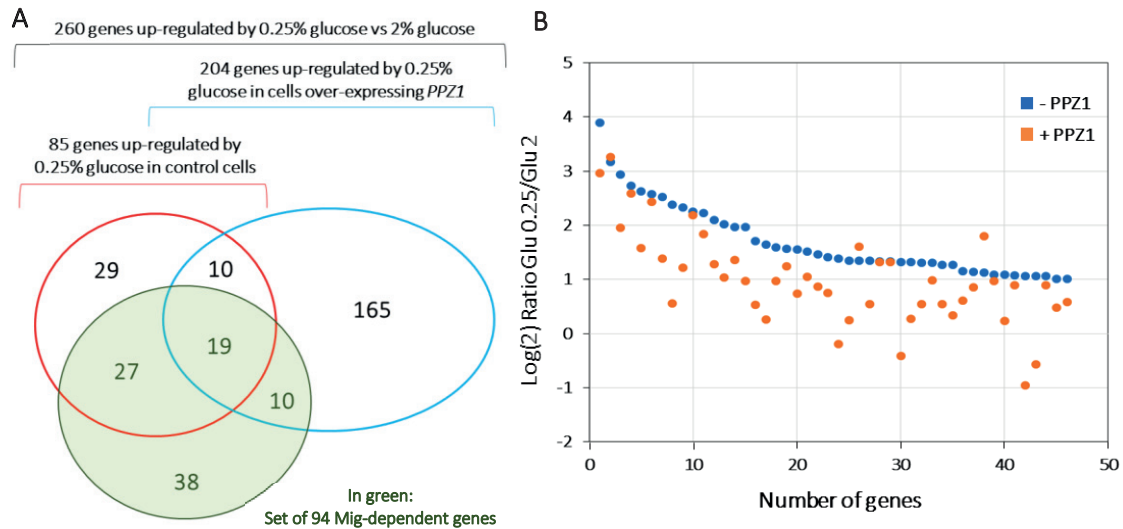 A
260 genes up-regulated by 0.25% glucose vs 2% glucose
204 genes up-regulated by 0.25%
glucose in cells over-expressing PPZ1
85 genes up-regulated by
0.25% glucose in control cells
29
10
165
19
27
10
38
In green:
Set of 94 Mig-dependent genes
B
Log(2) Ratio Glu 0.25/Glu 2
5
4
3
2
1
0
-1
-2
- PPZ1
+ PPZ1
0
10
20
30
40
50
Number of genes